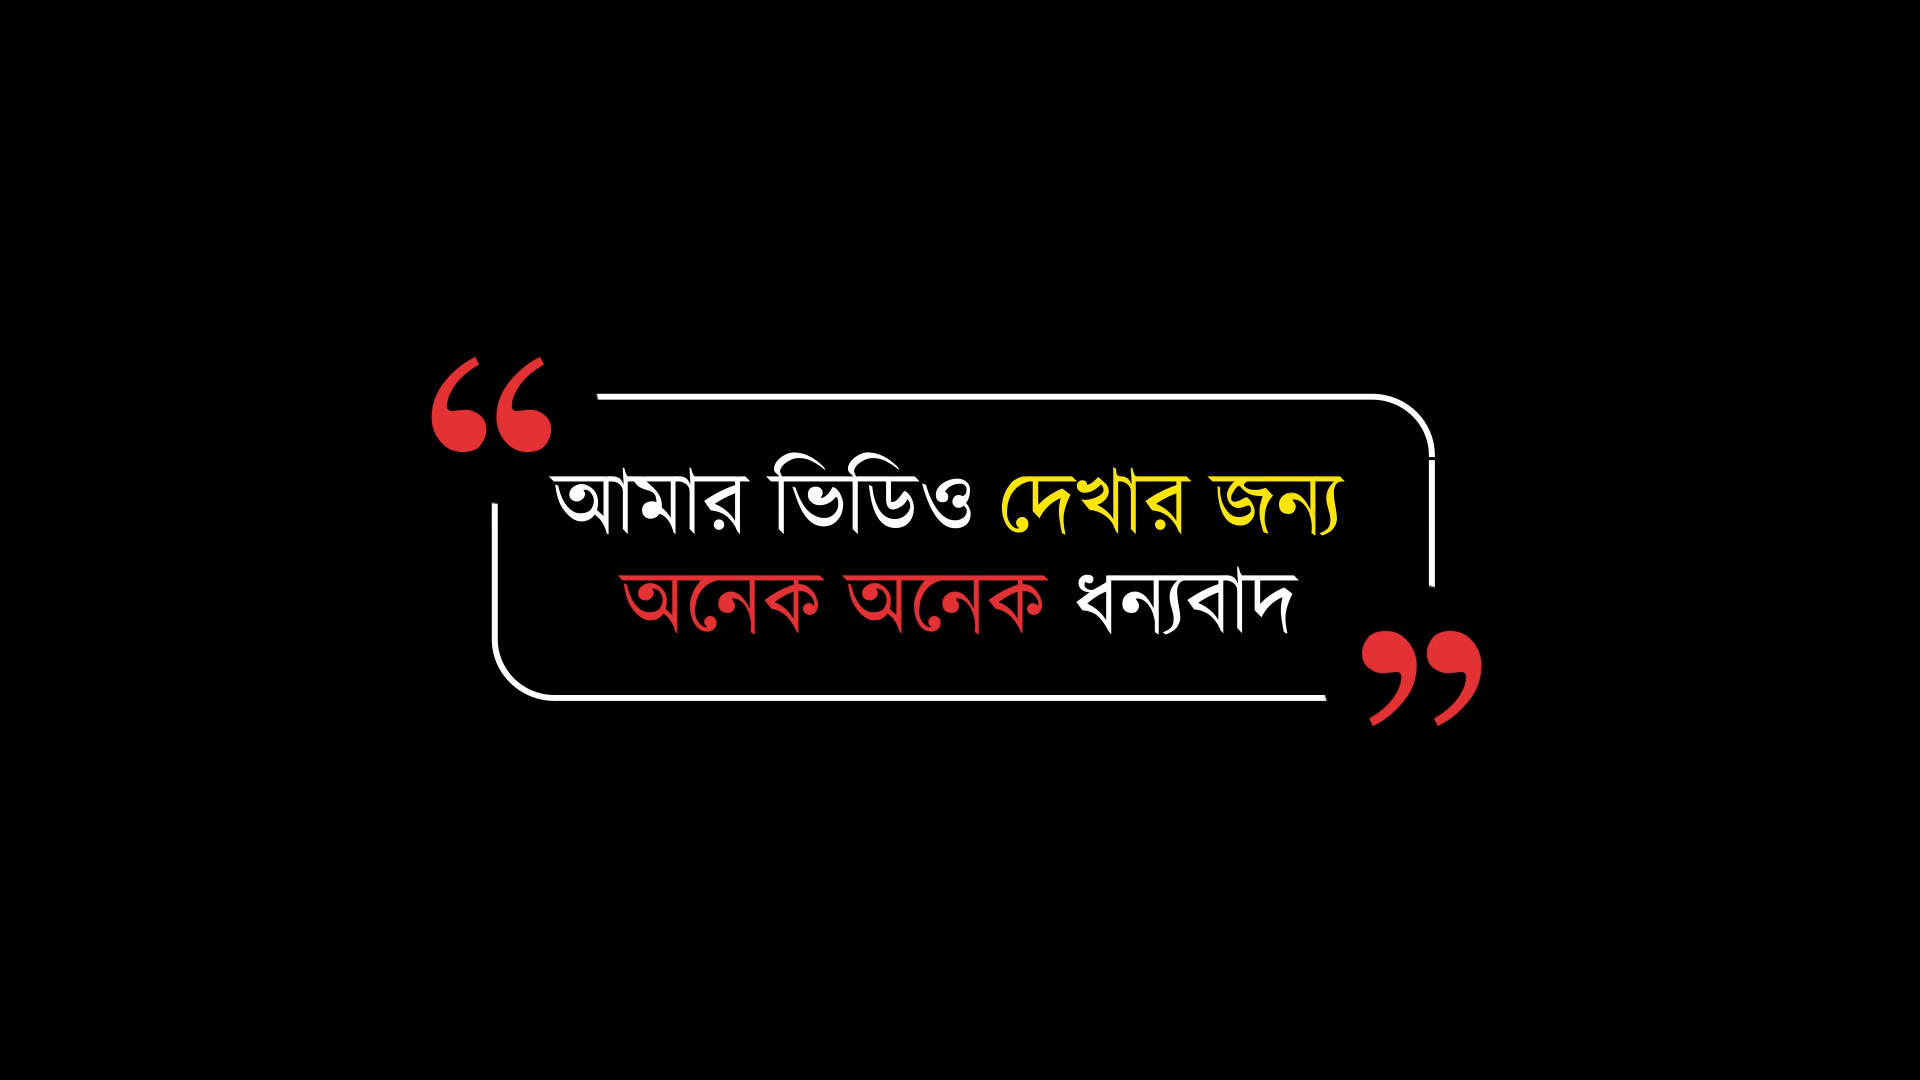 “
আমার ভিডিও দেখার জন্য
অনেক অনেক ধন্যবাদ
”